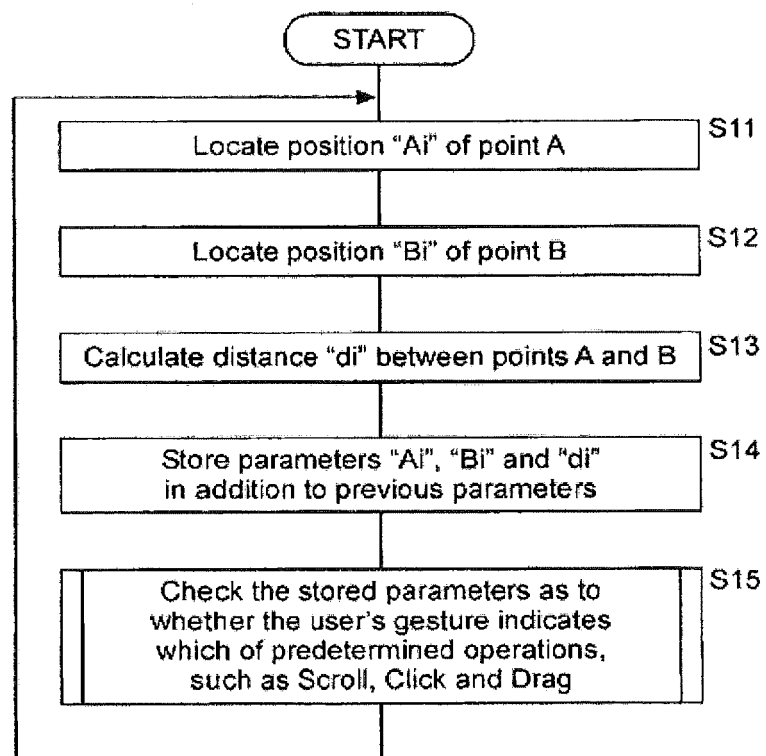 START
S11
Locate position "Ai" of point A
S12
Locate position "Bi" of point B
S13
Calculate distance "di" between points A and B
S14
Store parameters "Ai", "Bi" and "di"
in addition to previous parameters
S15
Check the stored parameters as to
whether the user's gesture indicates
which of predetermined operations,
such as Scroll, Click and Drag